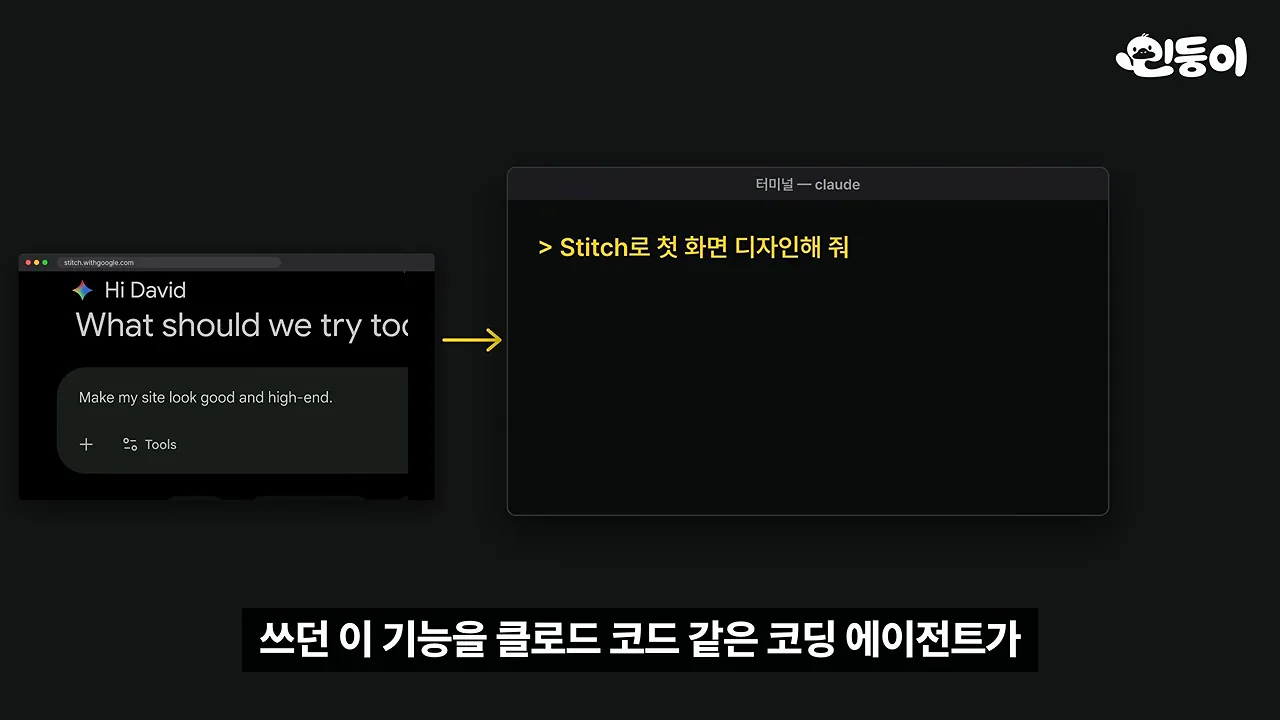 인둥이
터미널 — claude
> Stitch로 첫 화면 디자인해 줘
stitch.withgoogle.com
Hi David
What should we try too
Make my site look good and high-end.
+ Tools
쓰던 이 기능을 클로드 코드 같은 코딩 에이전트가